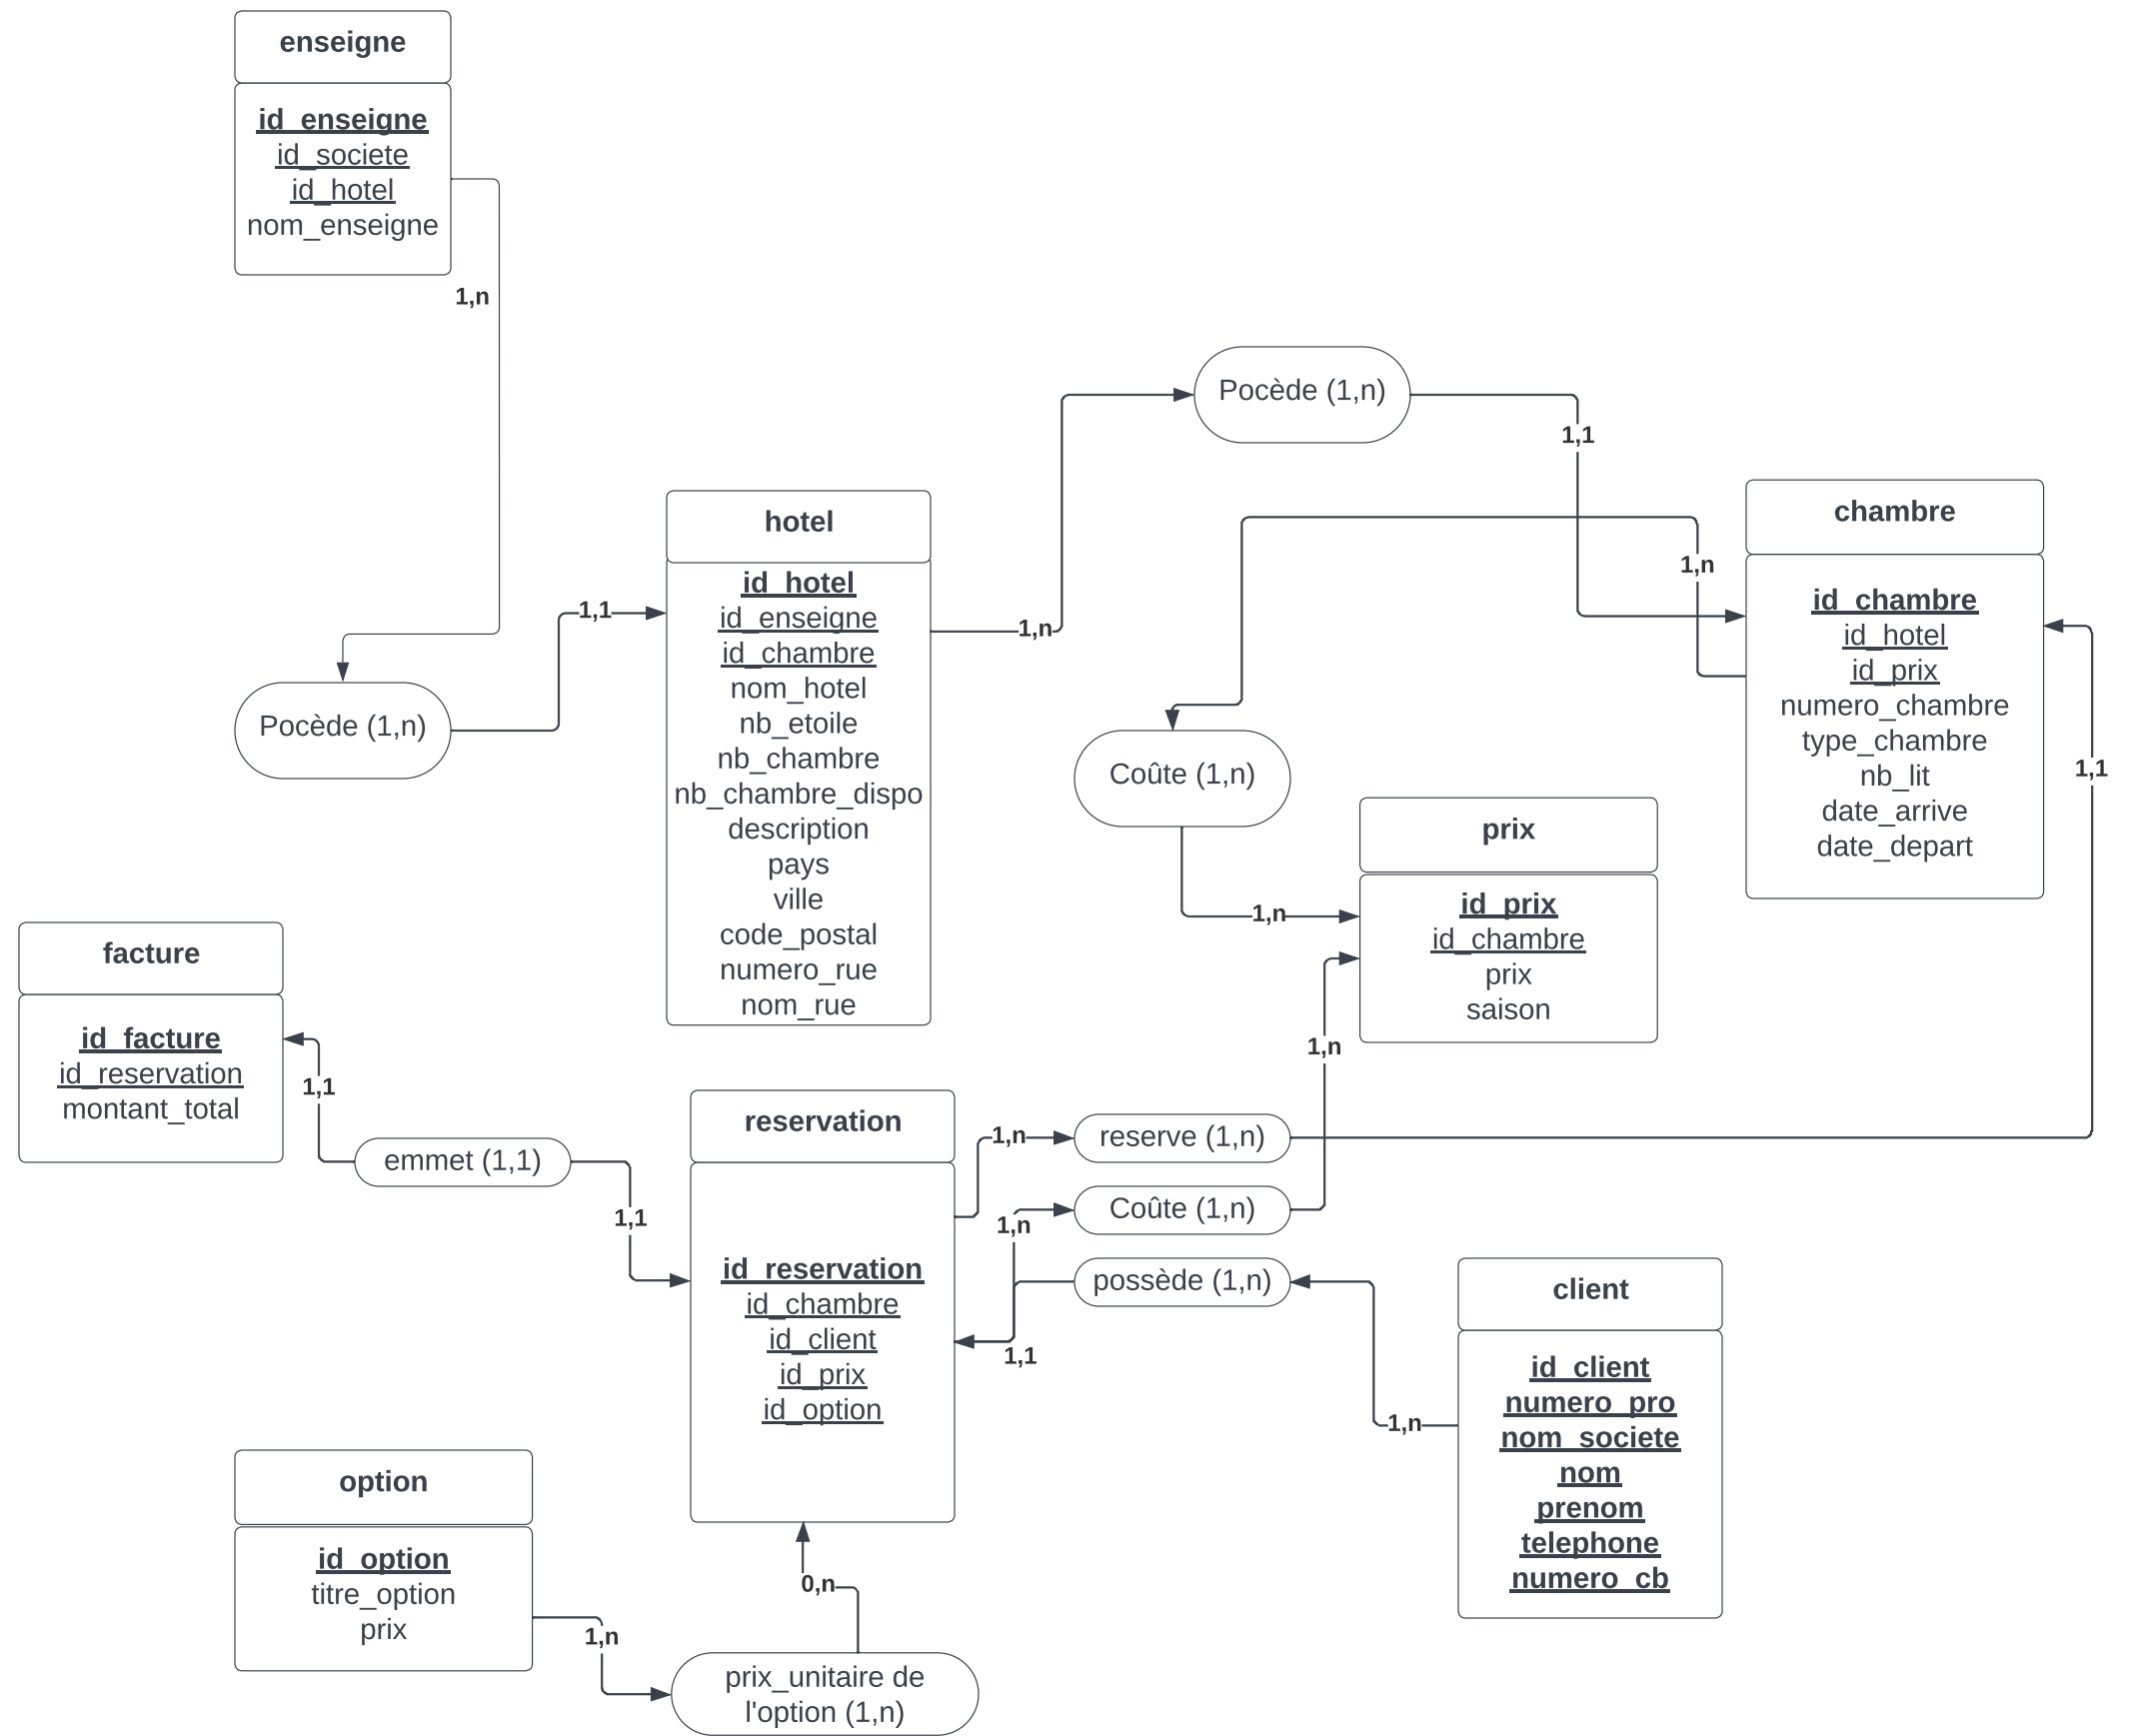 enseigne
id_enseigne
id_societe
id_hotel
nom_enseigne
1,n
Pocède (1,n)
1,1
hotel
id_hotel
id_enseigne
id_chambre
nom_hotel
nb_etoile
nb_chambre
nb_chambre_dispo
description
pays
ville
code_postal
numero_rue
nom_rue
1,n
Pocède (1,n)
1,1
chambre
id_chambre
id_hotel
id_prix
numero_chambre
type_chambre
nb_lit
date_arrive
date_depart
1,n
1,1
Coûte (1,n)
1,n
prix
id_prix
id_chambre
prix
saison
1,n
facture
id_facture
id_reservation
montant_total
1,1
emmet (1,1)
1,1
reservation
id_reservation
id_chambre
id_client
id_prix
id_option
1,n
reserve (1,n)
1,n
Coûte (1,n)
possède (1,n)
1,1
client
id_client
numero_pro
nom_societe
nom
prenom
telephone
numero_cb
1,n
option
id_option
titre_option
prix
1,n
0,n
prix_unitaire de
l'option (1,n)